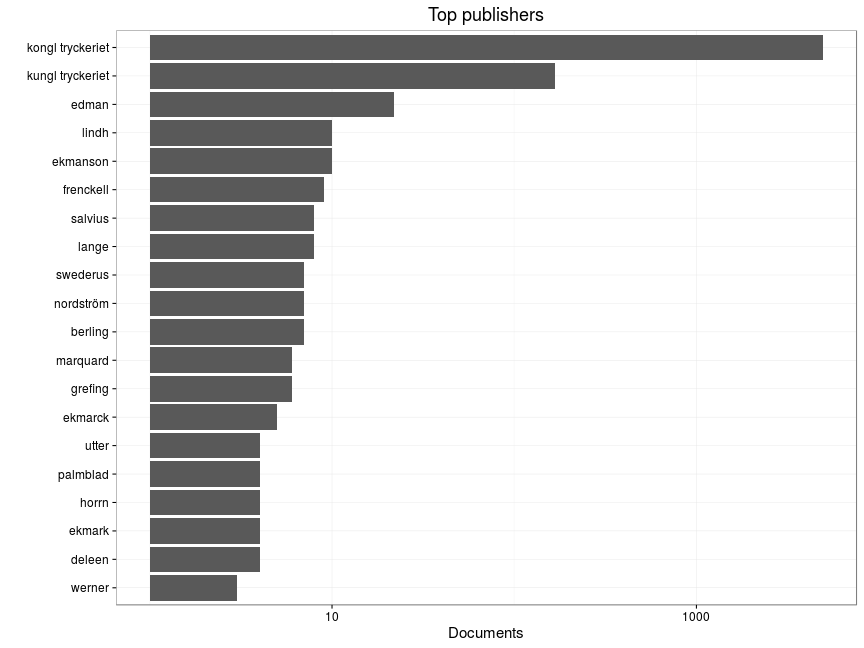 Top publishers
kongl tryckeriet
kungl tryckeriet
edman
lindh
ekmanson
frenckell
salvius
lange
swederus
nordström
berling
marquard
grefing
ekmarck
utter
palmblad
horrn
ekmark
deleen
werner
10 1000
Documents